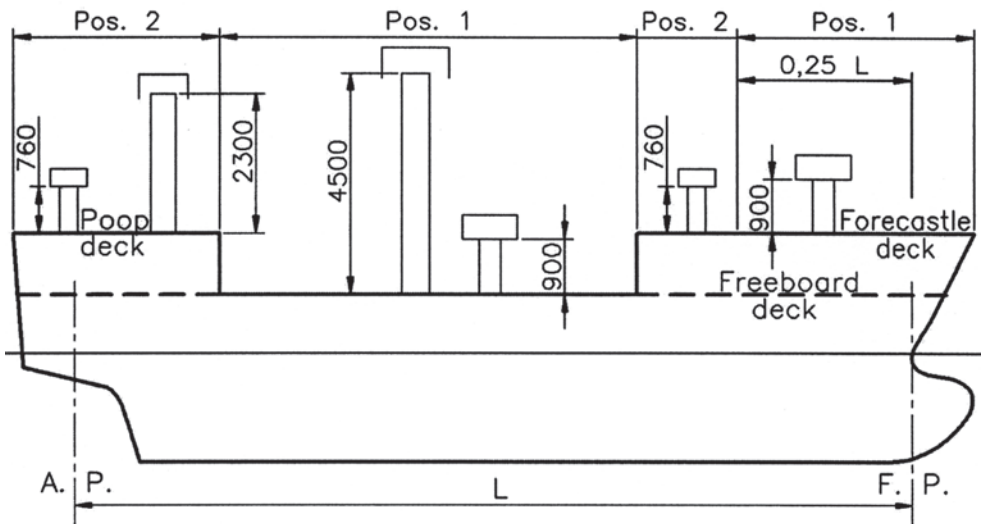 Pos. 2
Pos. 1
Pos. 2
Pos. 1
0,25 L
760
2300
4500
900
760
900
Poop
deck
Forecastle
deck
Freeboard
deck
A. P.
L
F. P.